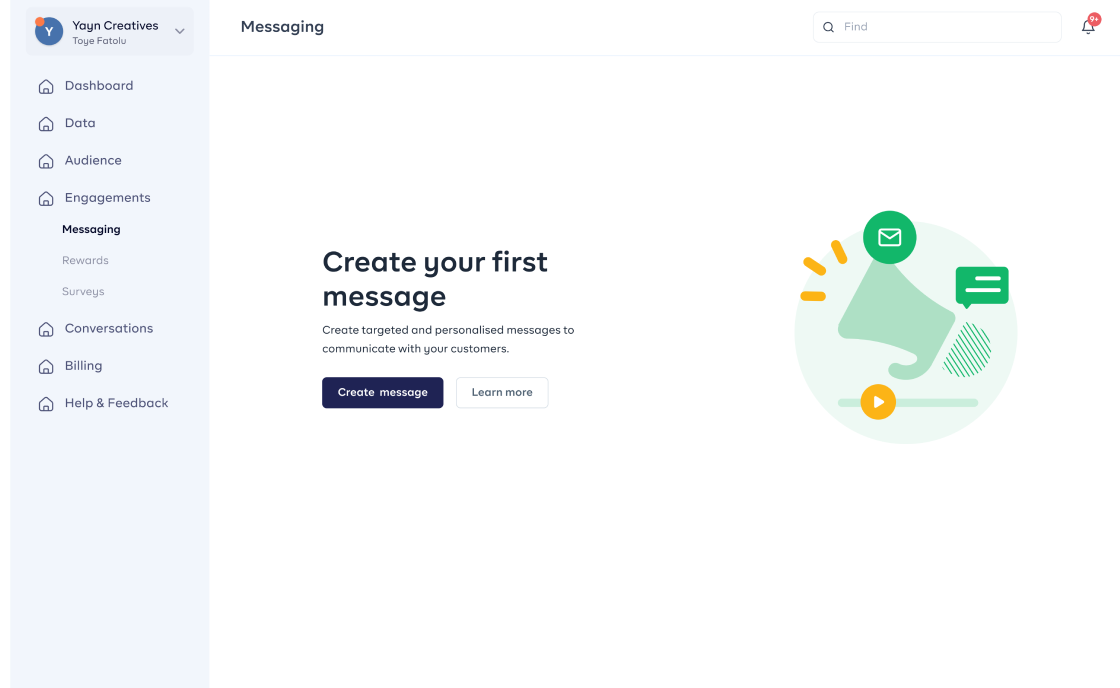 Y
Yayn Creatives
Toye Fatolu
Dashboard
Data
Audience
Engagements
Messaging
Rewards
Surveys
Conversations
Billing
Help & Feedback
Messaging
Find
9+
Create your first
message
Create targeted and personalised messages to
communicate with your customers.
Create message
Learn more